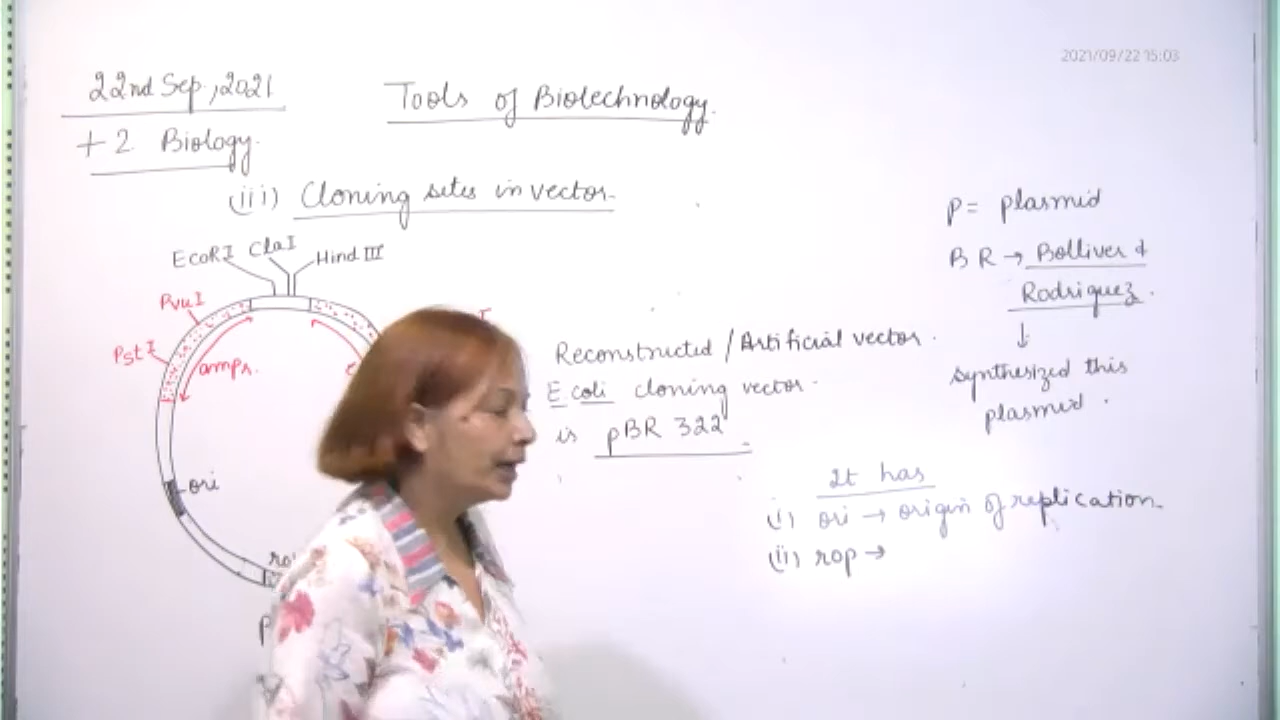 2021/09/22 15:03
22nd Sep, 2021
Tools of Biotechnology.
+2 Biology.
(iii) Cloning sites in vector.
EcoRI ClaI Hind III
PvuI
PstI
ampr.
ori
Reconstructed / Artificial vector.
E coli cloning vector.
is pBR 322
p = plasmid
BR → Bolliver &
Rodriguez.
↓
synthesized this
plasmid.
It has
(i) ori → origin of replication
(ii) rop →